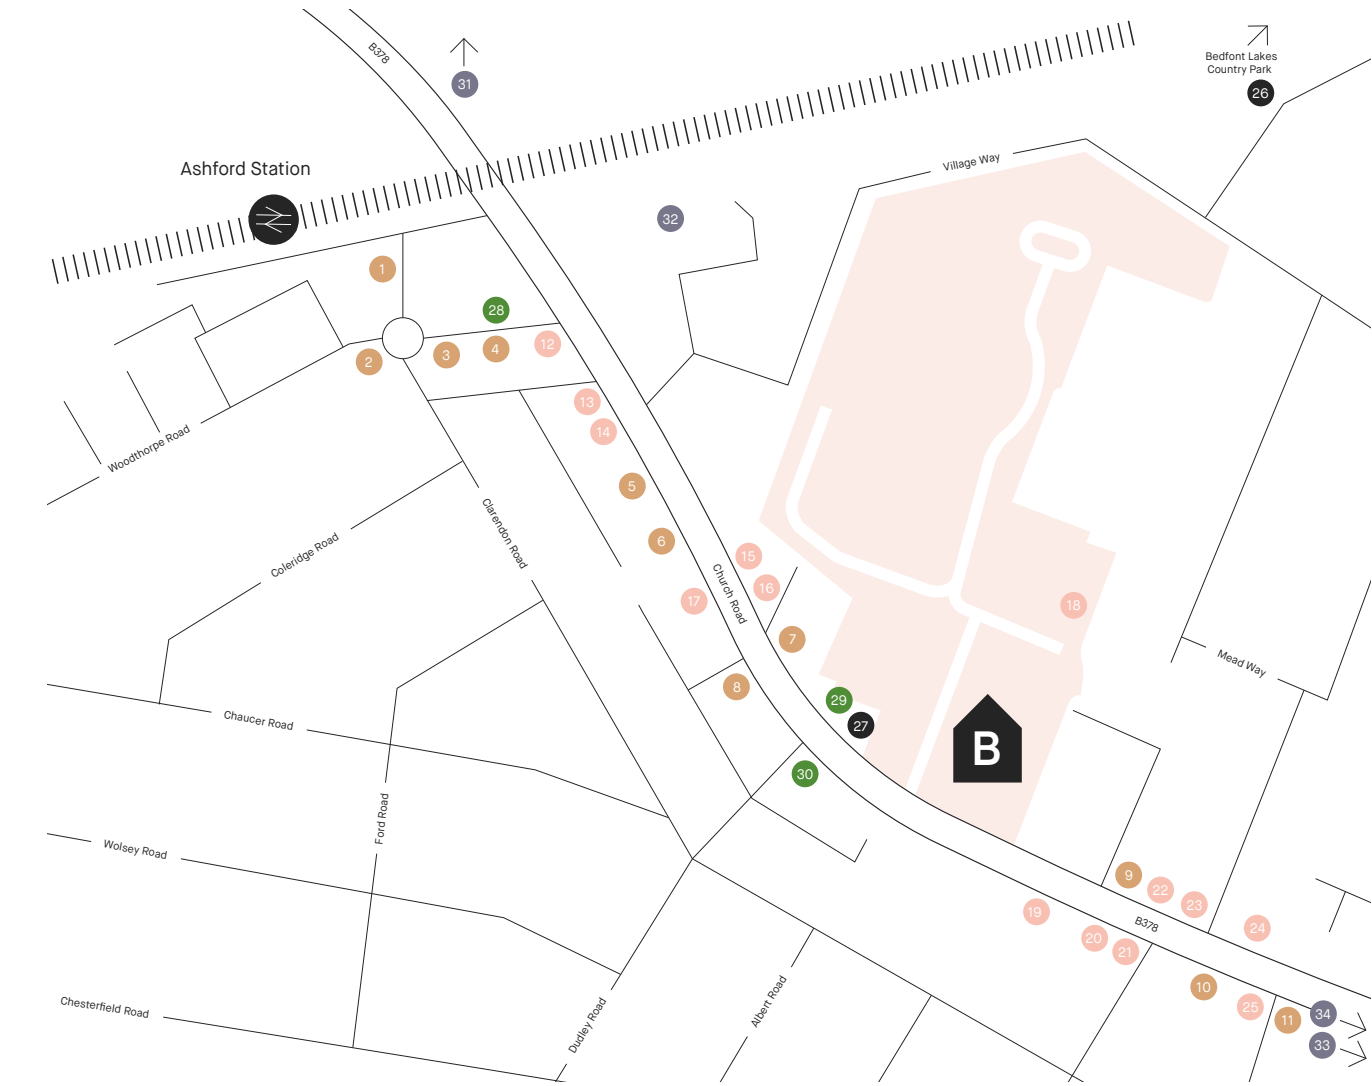 B378
31
Bedfont Lakes
Country Park
26
Village Way
Ashford Station
32
1
28
2
3
4
12
13
14
Woodthorpe Road
5
Clarendon Road
6
Coleridge Road
15
16
17
Church Road
18
7
Mead Way
8
29
27
Chaucer Road
B
30
Ford Road
Wolsey Road
9
22
23
24
19
B378
20
21
10
25
11
34
33
Chesterfield Road
Dudley Road
Albert Road